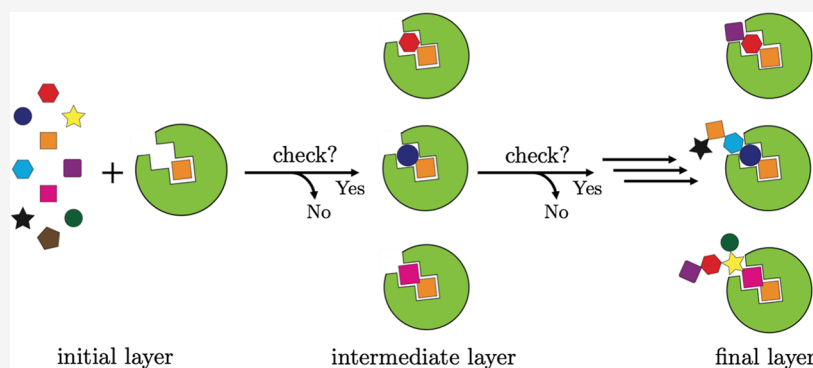 check?
Yes
No
check?
Yes
No
initial layer
intermediate layer
final layer